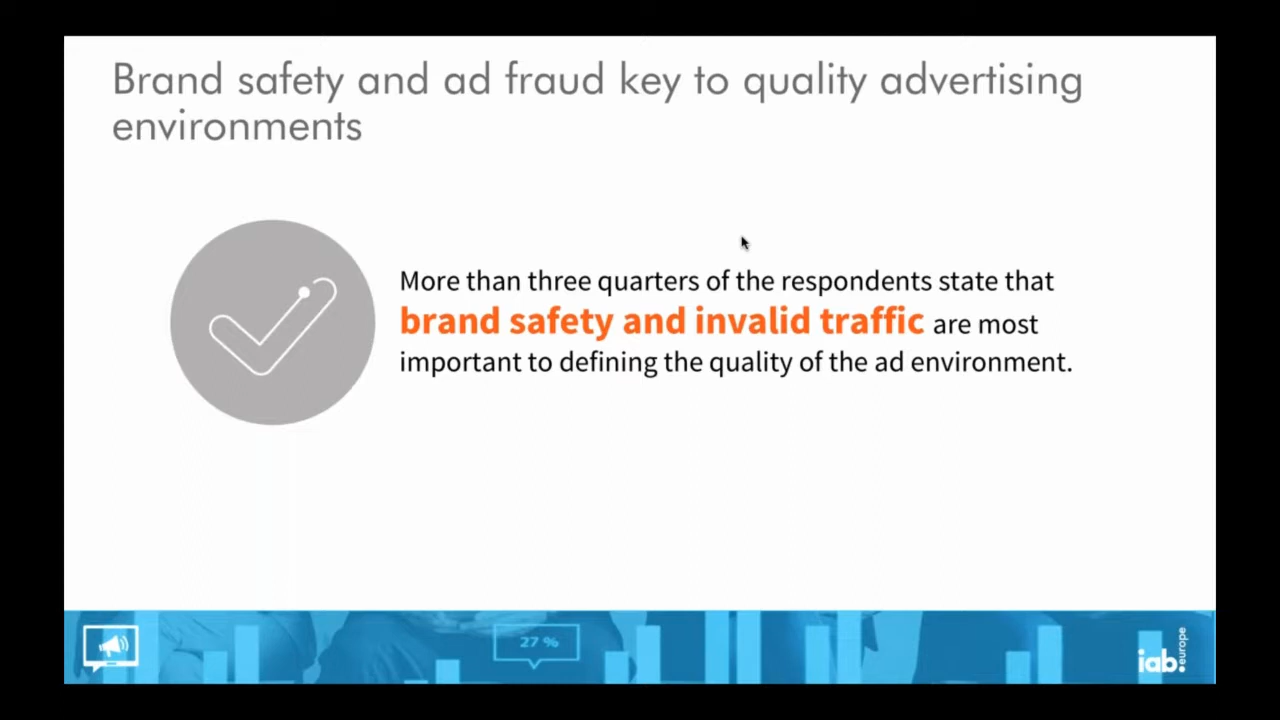 Brand safety and ad fraud key to quality advertising
environments
More than three quarters of the respondents state that
brand safety and invalid traffic are most
important to defining the quality of the ad environment.
27 %
iab.
europe